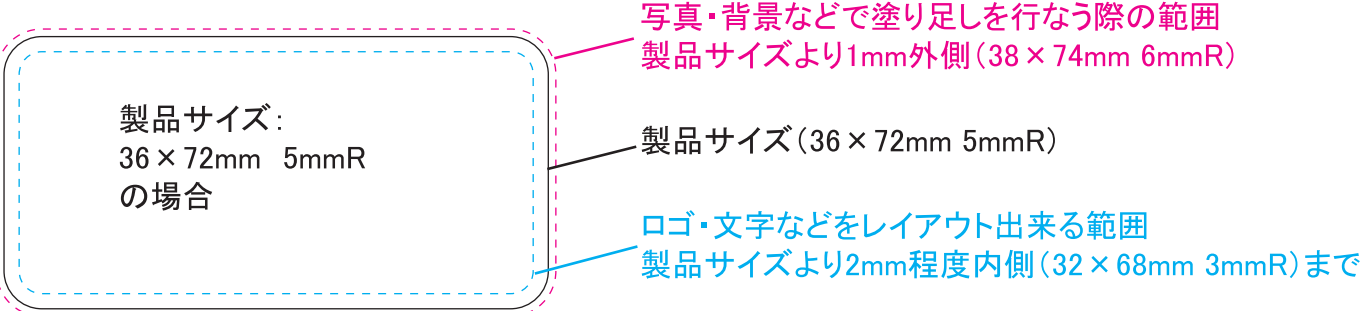 写真・背景などで塗り足しを行なう際の範囲
製品サイズより1mm外側（38×74mm 6mmR）
製品サイズ：
36×72mm　5mmR
の場合
製品サイズ（36×72mm 5mmR）
ロゴ・文字などをレイアウト出来る範囲
製品サイズより2mm程度内側（32×68mm 3mmR）まで